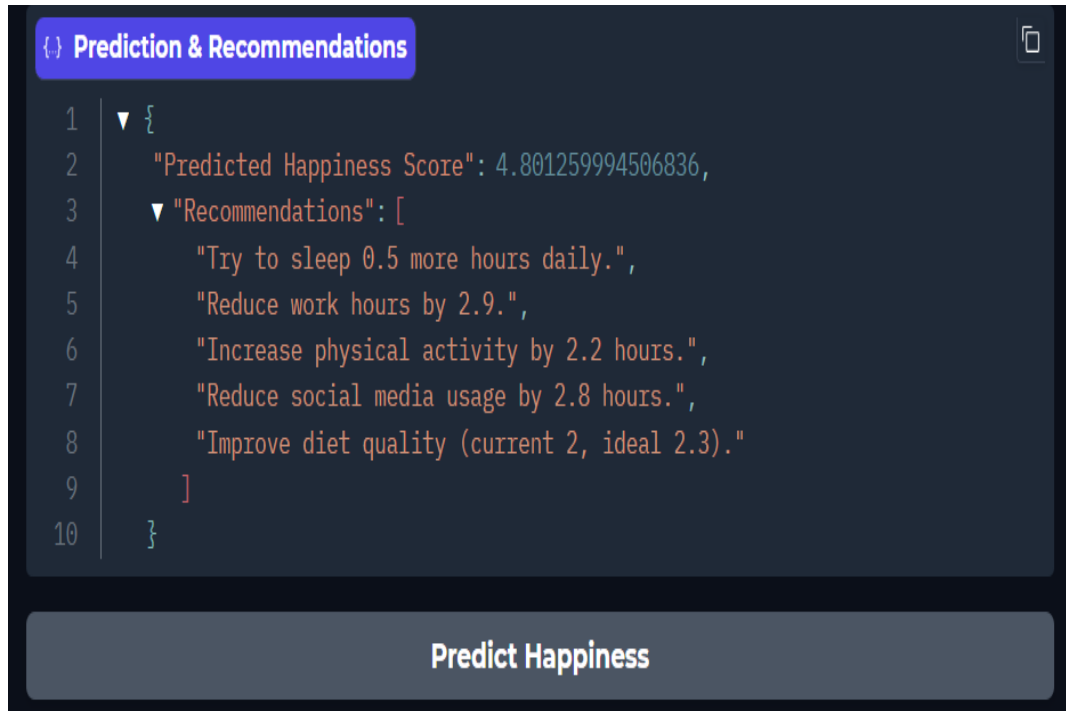 {..} Prediction & Recommendations
1 ▼ {
2 "Predicted Happiness Score": 4.801259994506836,
3 ▼ "Recommendations": [
4 "Try to sleep 0.5 more hours daily.",
5 "Reduce work hours by 2.9.",
6 "Increase physical activity by 2.2 hours.",
7 "Reduce social media usage by 2.8 hours.",
8 "Improve diet quality (current 2, ideal 2.3)."
9 ]
10 }
Predict Happiness